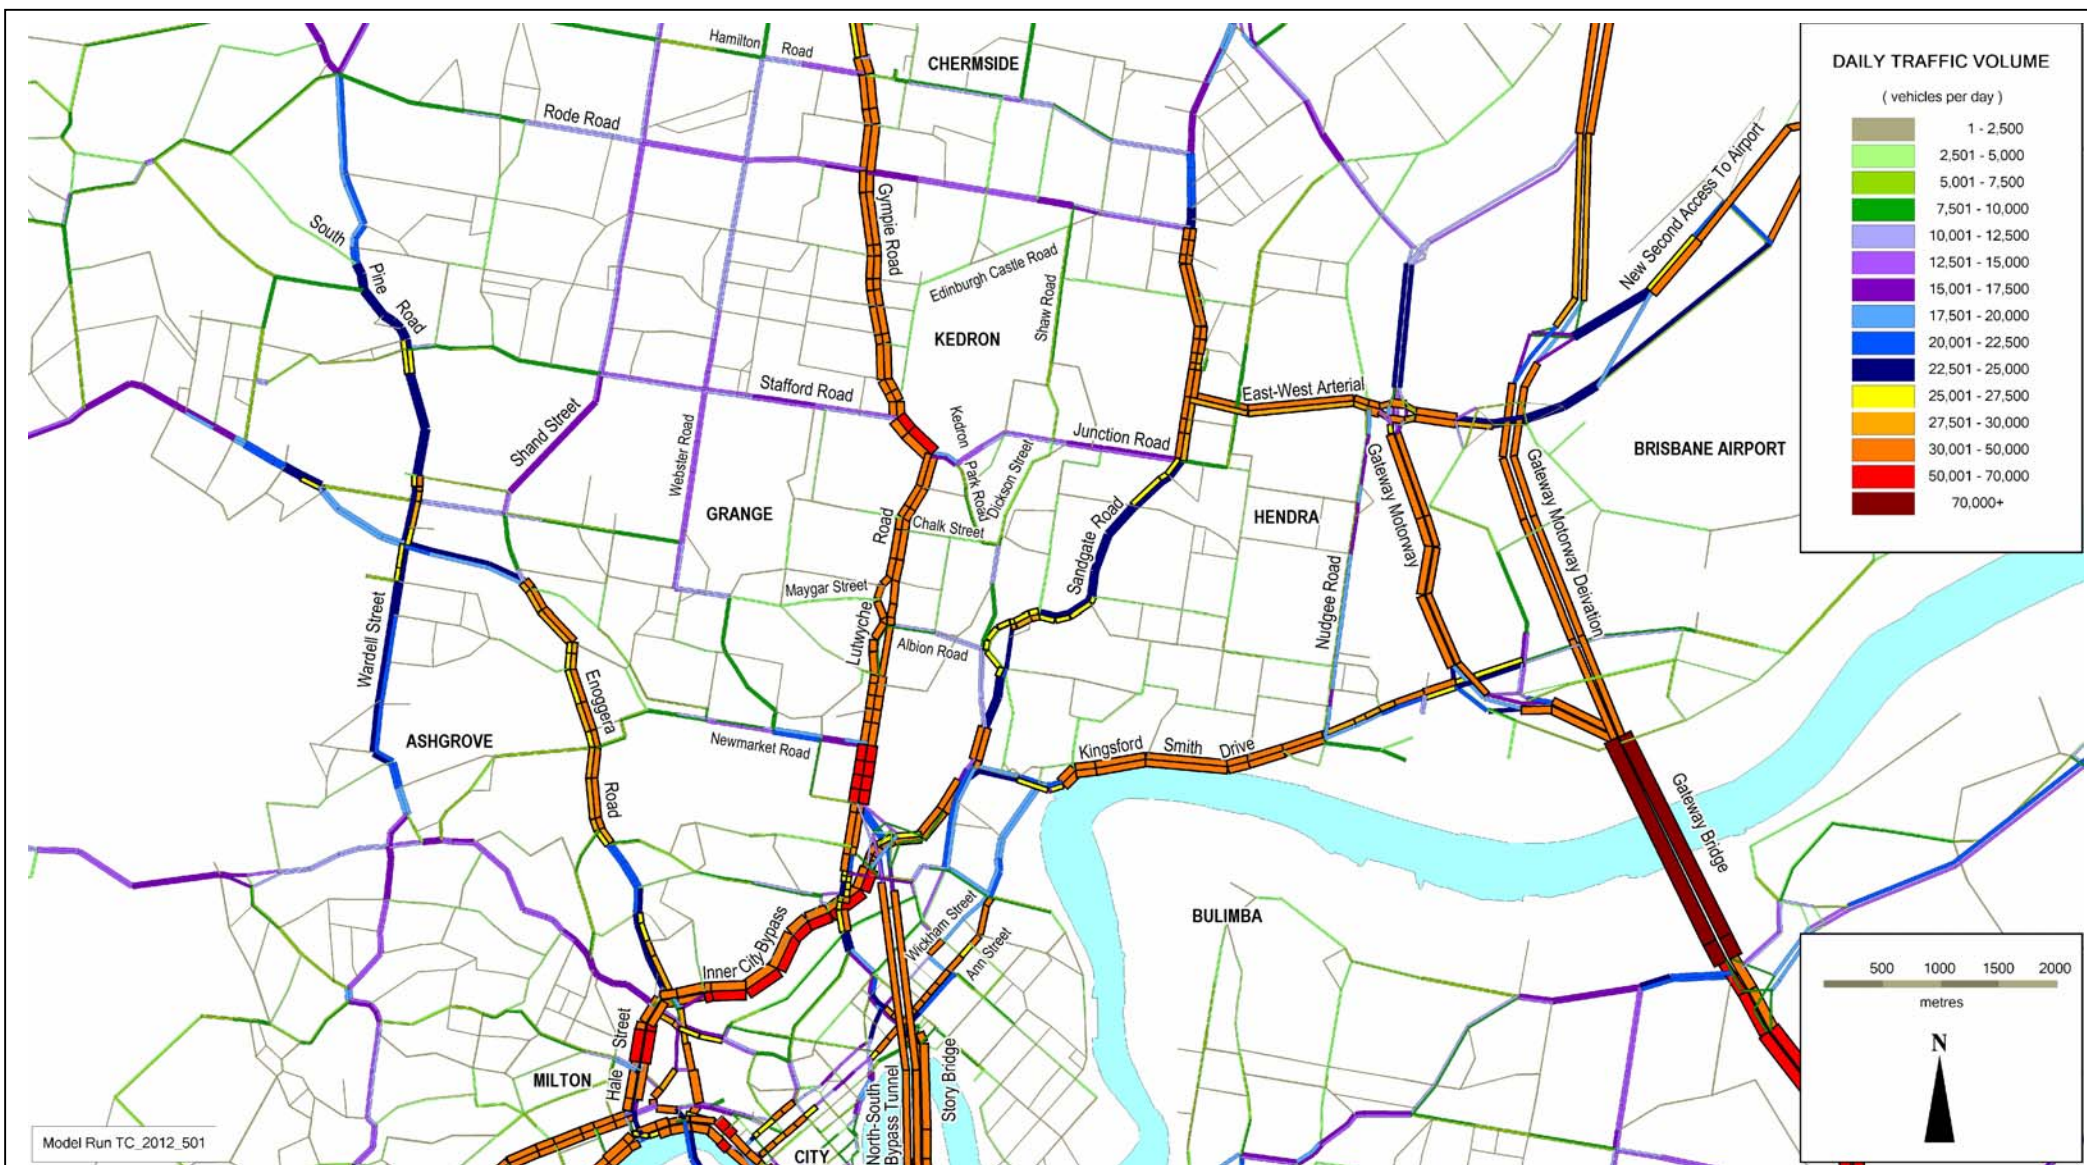 Hamilton Road
CHERMSIDE
Rode Road
South Pine Road
Gympie Road
Edinburgh Castle Road
Shaw Road
KEDRON
New Second Access To Airport
Stafford Road
East-West Arterial
Shand Street
Webster Road
Kedron Park Road
Dickson Street
Junction Road
GRANGE
Lutwyche Road
Chalk Street
Sandgate Road
HENDRA
Gateway Motorway
Gateway Motorway Deivation
BRISBANE AIRPORT
Maygar Street
Albion Road
Nudgee Road
Wardell Street
Enoggera Road
ASHGROVE
Newmarket Road
Kingsford Smith Drive
Gateway Bridge
Inner City Bypass
Wickham Street
Ann Street
BULIMBA
Hale Street
MILTON
North-South
Bypass Tunnel
Story Bridge
CITY
Model Run TC_2012_501
DAILY TRAFFIC VOLUME
( vehicles per day )
1 - 2,500
2,501 - 5,000
5,001 - 7,500
7,501 - 10,000
10,001 - 12,500
12,501 - 15,000
15,001 - 17,500
17,501 - 20,000
20,001 - 22,500
22,501 - 25,000
25,001 - 27,500
27,501 - 30,000
30,001 - 50,000
50,001 - 70,000
70,000+
500 1000 1500 2000
metres
N